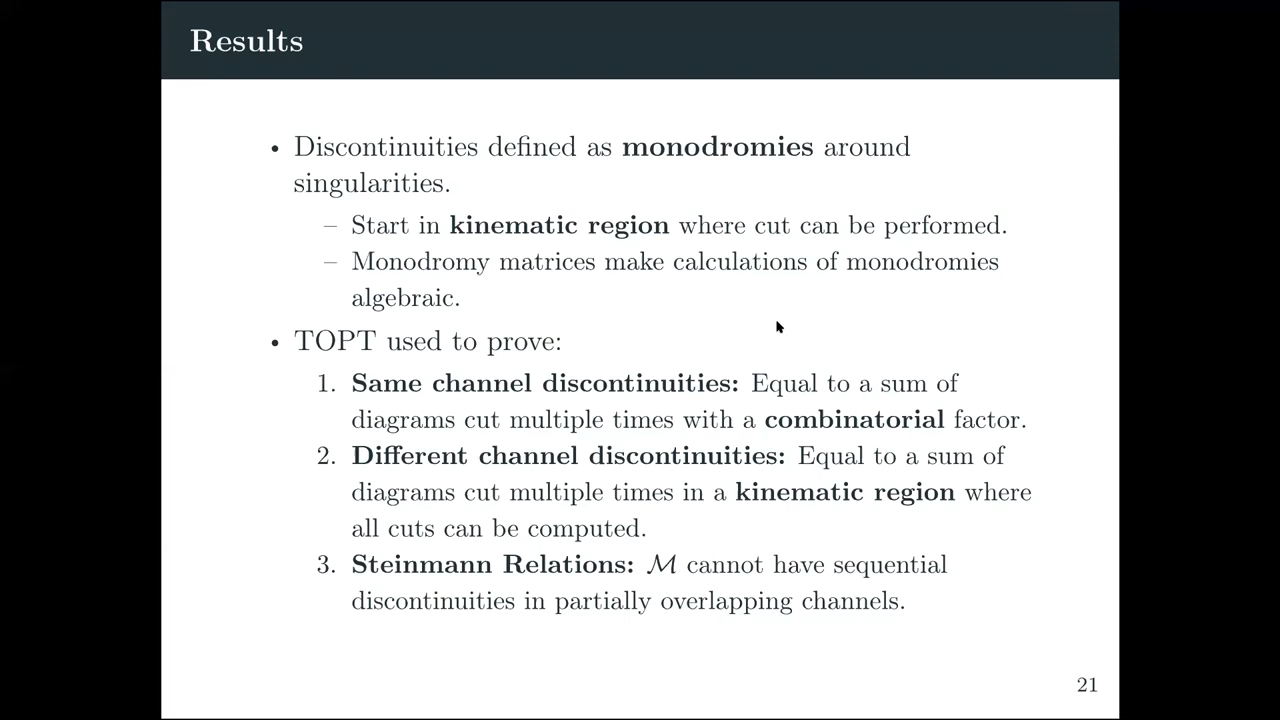 Results
• Discontinuities defined as monodromies around
singularities.
– Start in kinematic region where cut can be performed.
– Monodromy matrices make calculations of monodromies
algebraic.
• TOPT used to prove:
1. Same channel discontinuities: Equal to a sum of
diagrams cut multiple times with a combinatorial factor.
2. Different channel discontinuities: Equal to a sum of
diagrams cut multiple times in a kinematic region where
all cuts can be computed.
3. Steinmann Relations: ℳ cannot have sequential
discontinuities in partially overlapping channels.
21